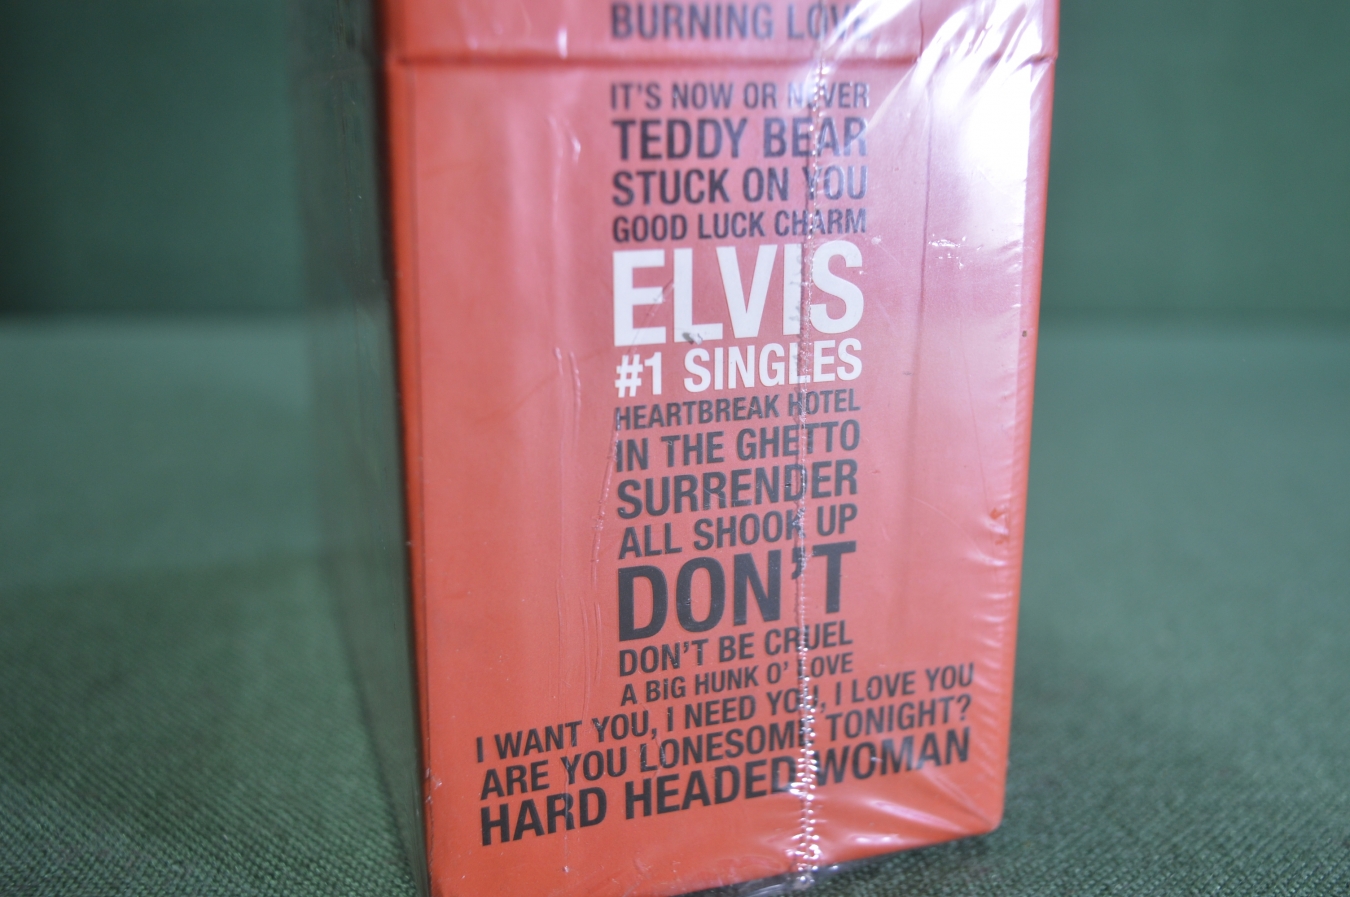 BURNING LOVE
IT'S NOW OR NEVER
TEDDY BEAR
STUCK ON YOU
GOOD LUCK CHARM
ELVIS
#1 SINGLES
HEARTBREAK HOTEL
IN THE GHETTO
SURRENDER
ALL SHOOK UP
DON'T
DON'T BE CRUEL
A BiG HUNK O' LOVE
I WANT YOU, I NEED YOU, I LOVE YOU
ARE YOU LONESOME TONIGHT?
HARD HEADED WOMAN